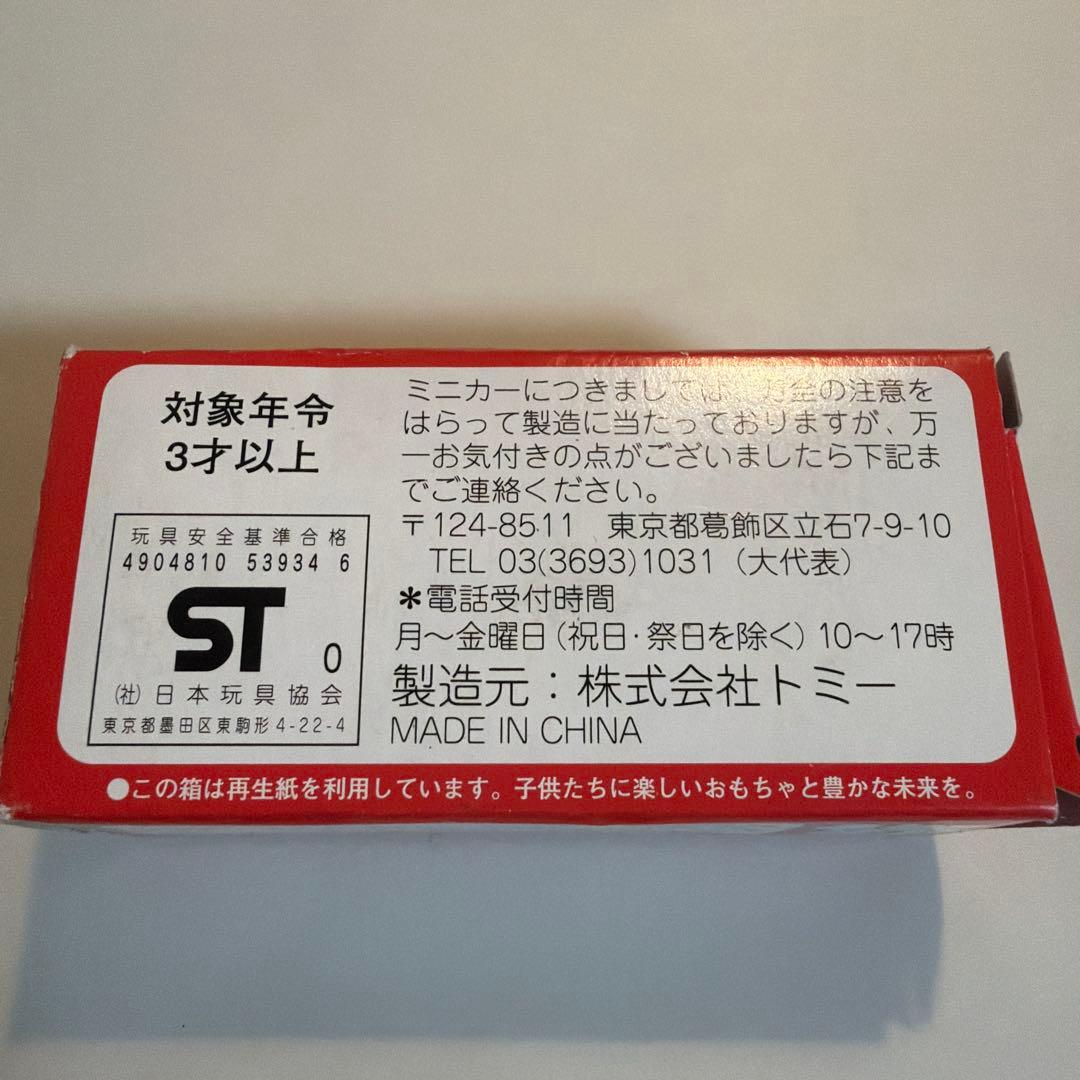 対象年令
3才以上
玩具安全基準合格
4904810 53934 6
ST 0
(社)日本玩具協会
東京都墨田区東駒形4-22-4
ミニカーにつきましては、万全の注意を
はらって製造に当たっておりますが、万
一お気付きの点がございましたら下記ま
でご連絡ください。
〒124-8511 東京都葛飾区立石7-9-10
TEL 03(3693)1031(大代表)
＊電話受付時間
月〜金曜日(祝日·祭日を除く)10〜17時
製造元：株式会社トミー
MADE IN CHINA
●この箱は再生紙を利用しています。子供たちに楽しいおもちゃと豊かな未来を。